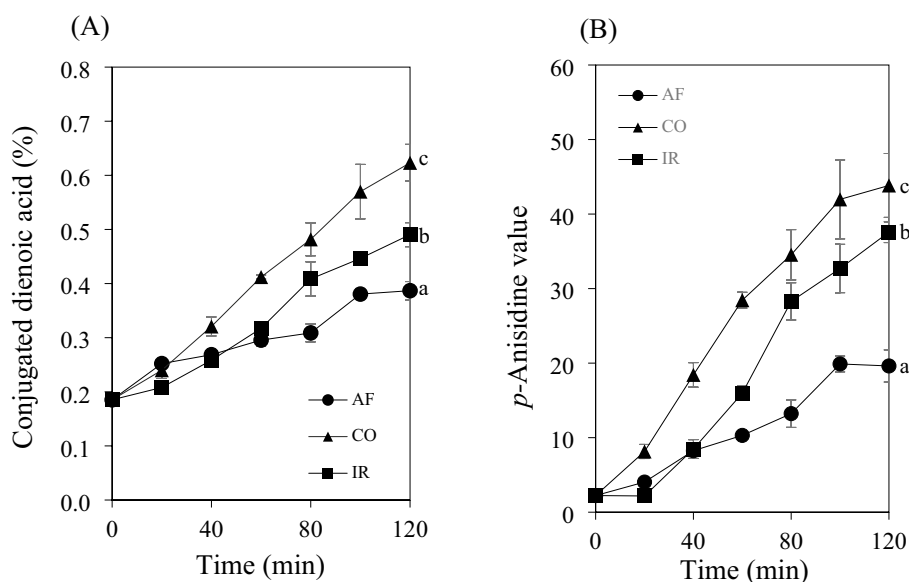 (A)
Conjugated dienoic acid (%)
0.8
0.7
0.6
0.5
0.4
0.3
0.2
0.1
0.0
c
b
a
AF
CO
IR
0 40 80 120
Time (min)
(B)
p-Anisidine value
60
50
40
30
20
10
0
AF
CO
IR
c
b
a
0 40 80 120
Time (min)